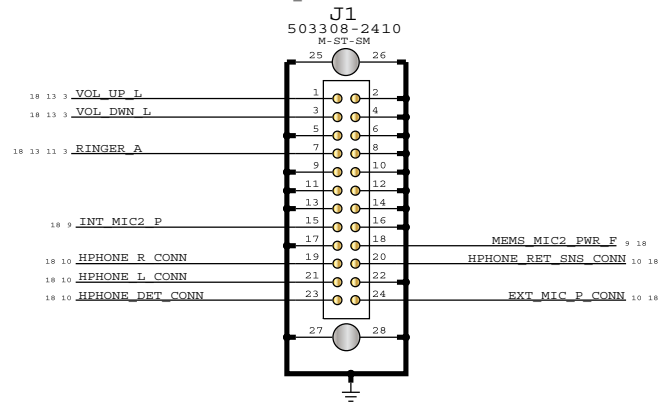 J1
503308-2410
M-ST-SM
25 26
18 13 3 VOL_UP_L 1 2
18 13 3 VOL_DWN_L 3 4
5 6
18 13 11 3 RINGER_A 7 8
9 10
11 12
13 14
18 9 INT_MIC2_P 15 16
17 18 MEMS_MIC2_PWR_F 9 18
18 10 HPHONE_R_CONN 19 20 HPHONE_RET_SNS_CONN 10 18
18 10 HPHONE_L_CONN 21 22
18 10 HPHONE_DET_CONN 23 24 EXT_MIC_P_CONN 10 18
27 28